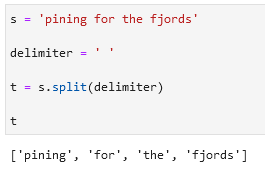 s = 'pining for the fjords'
delimiter = ' '
t = s.split(delimiter)
t
['pining', 'for', 'the', 'fjords']